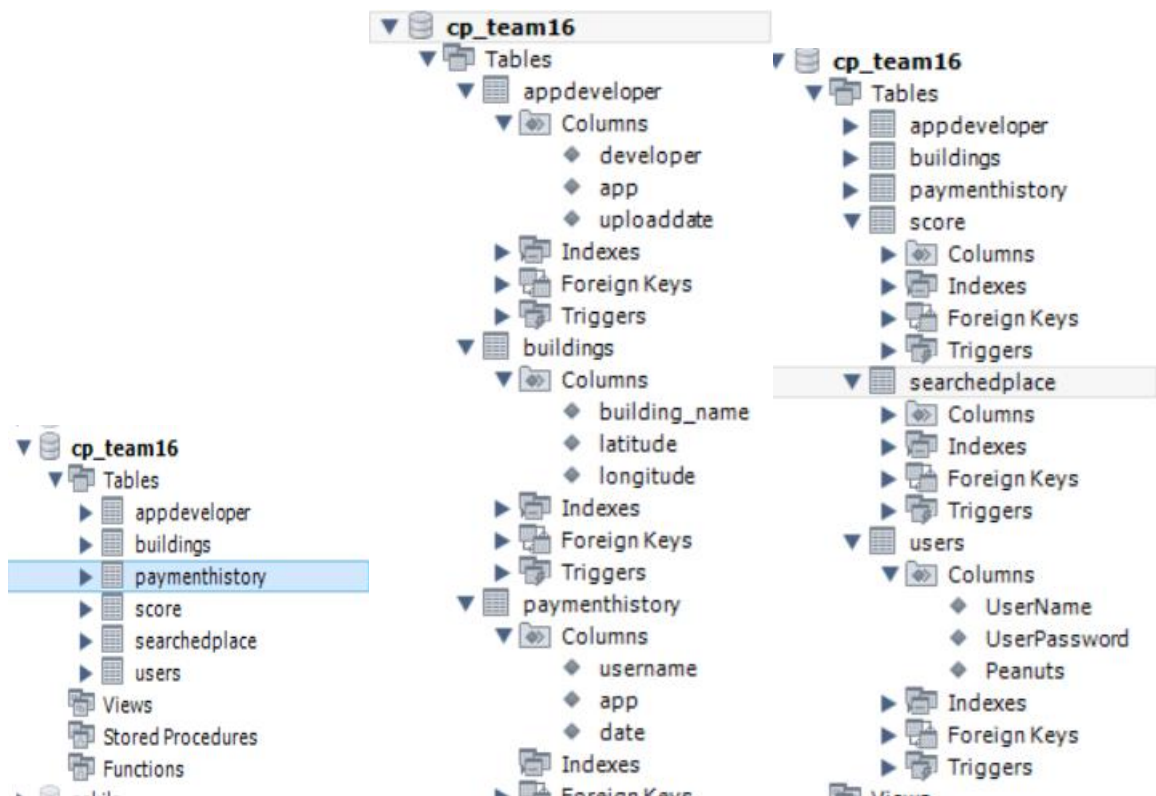 cp_team16
Tables
appdeveloper
buildings
paymenthistory
score
searchedplace
users
Views
Stored Procedures
Functions
cp_team16
Tables
appdeveloper
Columns
developer
app
uploaddate
Indexes
Foreign Keys
Triggers
buildings
Columns
building_name
latitude
longitude
Indexes
Foreign Keys
Triggers
paymenthistory
Columns
username
app
date
Indexes
Foreign Keys
cp_team16
Tables
appdeveloper
buildings
paymenthistory
score
Columns
Indexes
Foreign Keys
Triggers
searchedplace
Columns
Indexes
Foreign Keys
Triggers
users
Columns
UserName
UserPassword
Peanuts
Indexes
Foreign Keys
Triggers
Views